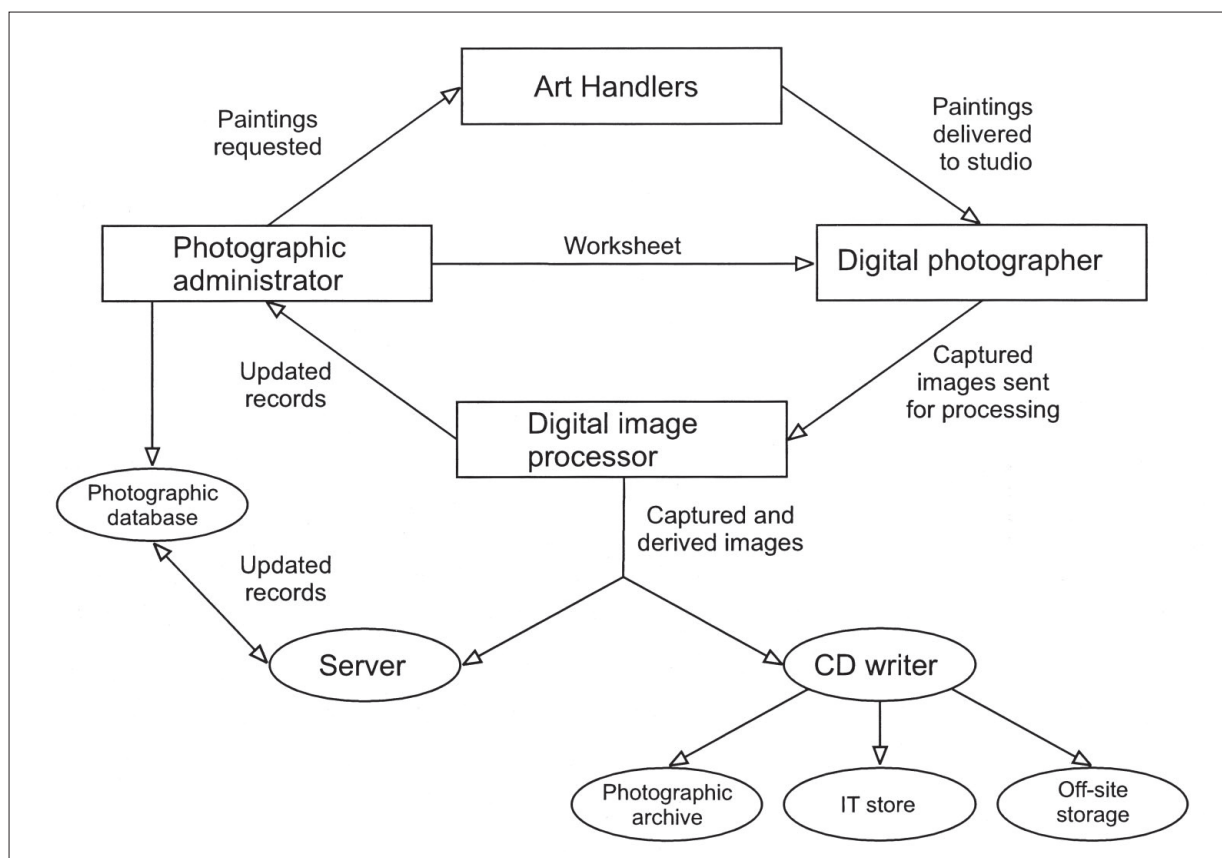 Art Handlers
Paintings
requested
Paintings
delivered
to studio
Photographic
administrator
Worksheet
Digital photographer
Updated
records
Captured
images sent
for processing
Digital image
processor
Photographic
database
Captured and
derived images
Updated
records
Server
CD writer
Photographic
archive
IT store
Off-site
storage